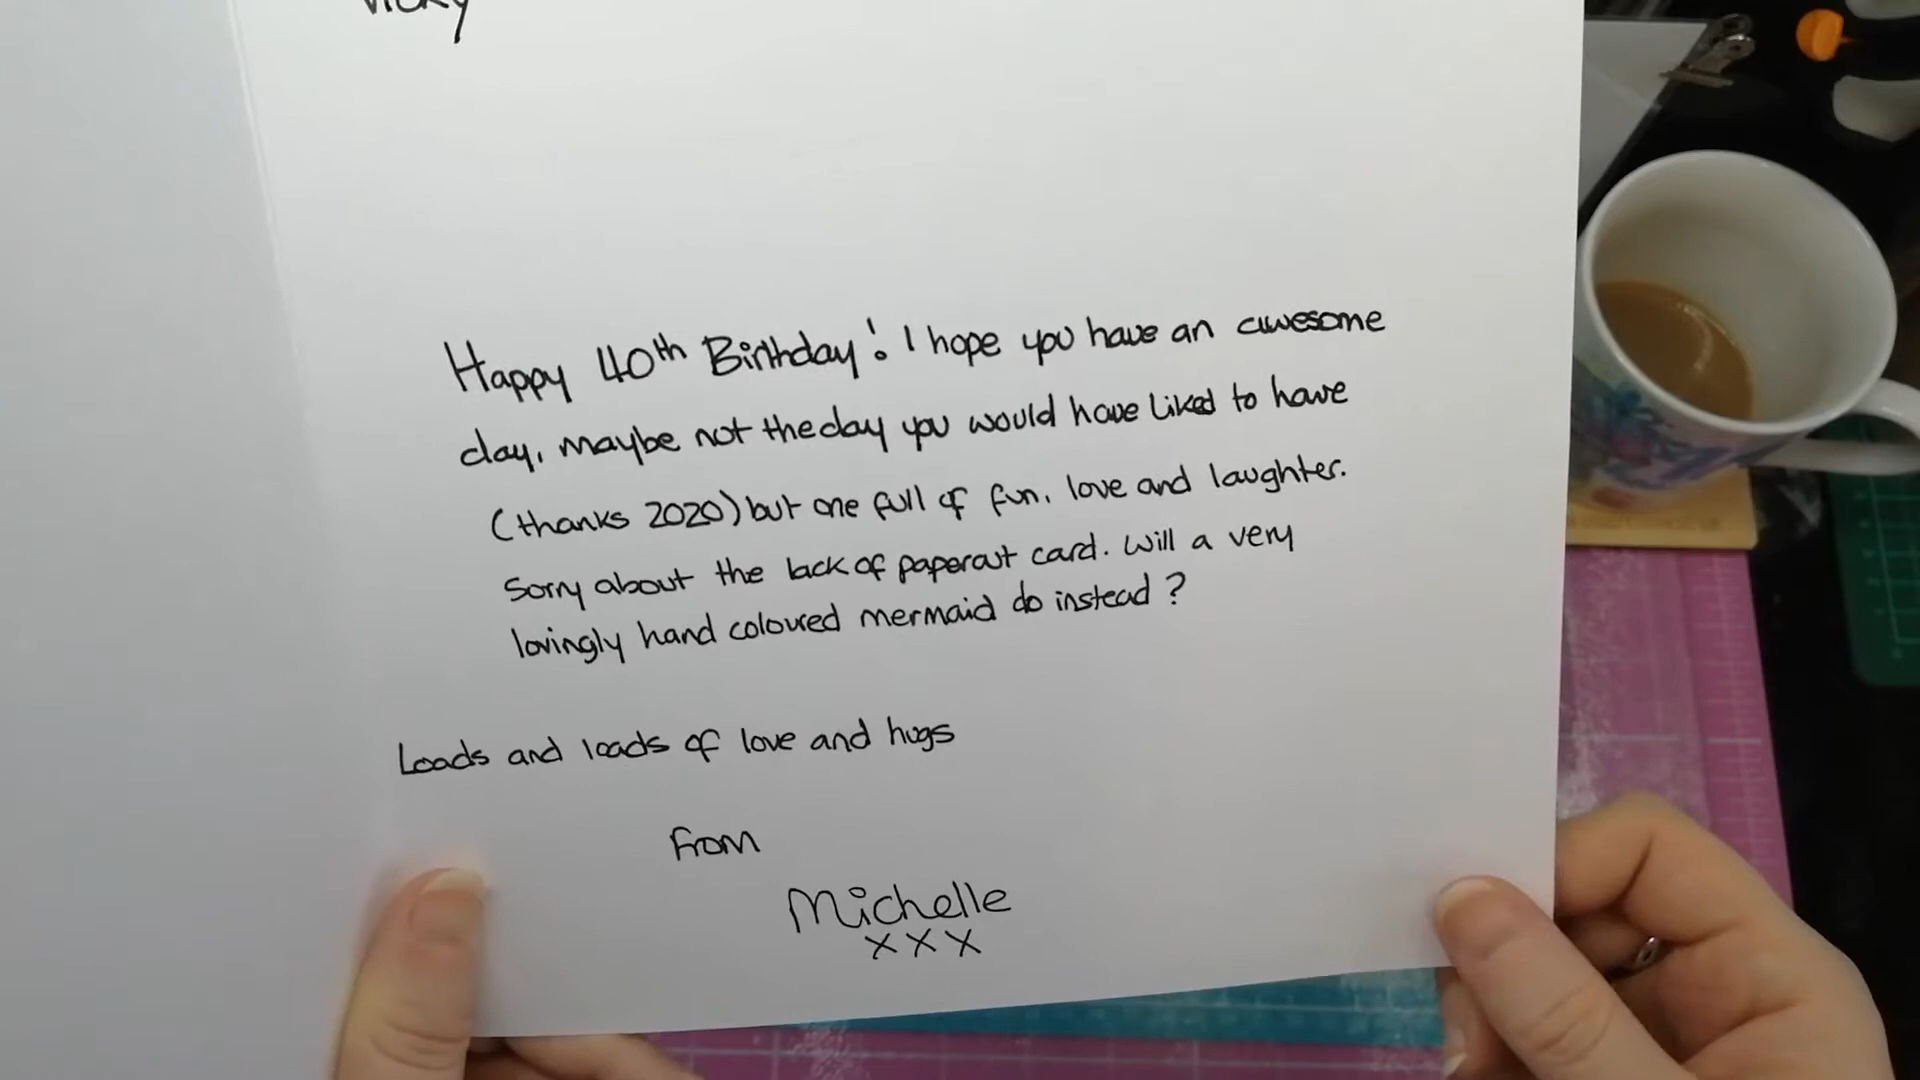 Vicky
Happy 40th Birthday! I hope you have an awesome
day, maybe not the day you would have liked to have
(thanks 2020) but one full of fun, love and laughter.
Sorry about the lack of papercut card. Will a very
lovingly hand coloured mermaid do instead?
Loads and loads of love and hugs
From
Michelle
xxx